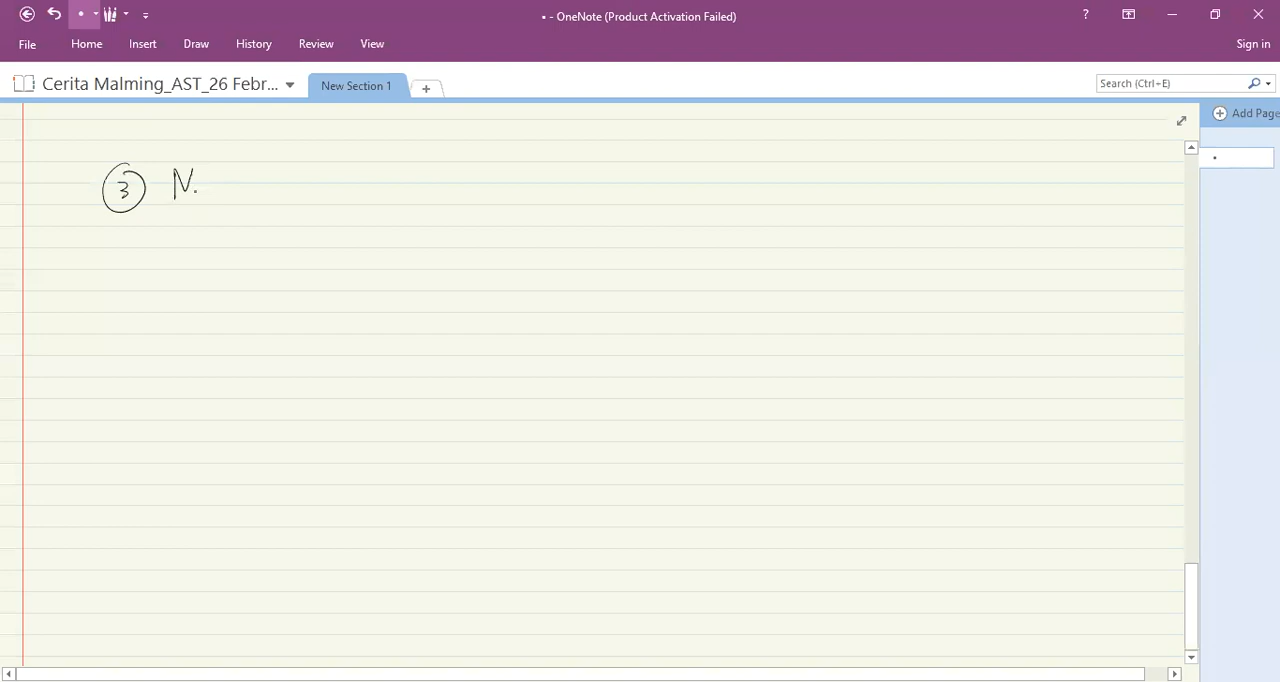 • - OneNote (Product Activation Failed)
?
File Home Insert Draw History Review View Sign in
Cerita Malming_AST_26 Febr... New Section 1 + Search (Ctrl+E)
Add Page
•
3 N.